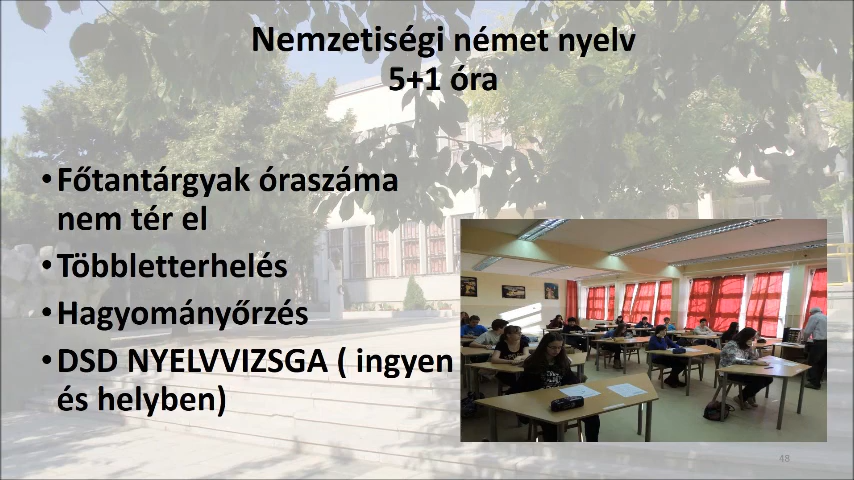 Nemzetiségi német nyelv
5+1 óra
•Főtantárgyak óraszáma
nem tér el
•Többletterhelés
•Hagyományőrzés
•DSD NYELVVIZSGA ( ingyen
és helyben)
48